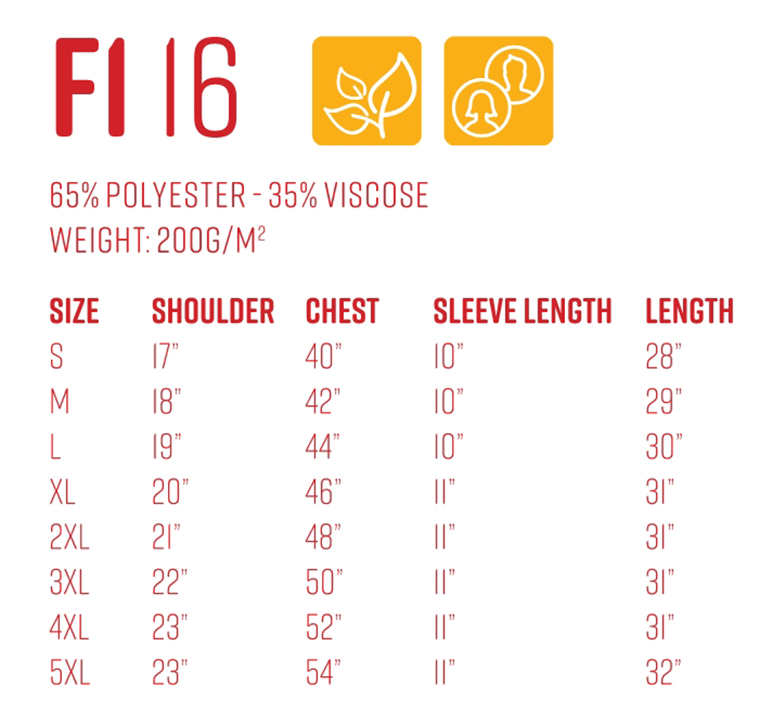 F1 16
65% POLYESTER - 35% VISCOSE
WEIGHT: 200G/M²
SIZE SHOULDER CHEST SLEEVE LENGTH LENGTH
S 17” 40” 10” 28”
M 18” 42” 10” 29”
L 19” 44” 10” 30”
XL 20” 46” 11” 31”
2XL 21” 48” 11” 31”
3XL 22” 50” 11” 31”
4XL 23” 52” 11” 31”
5XL 23” 54” 11” 32”